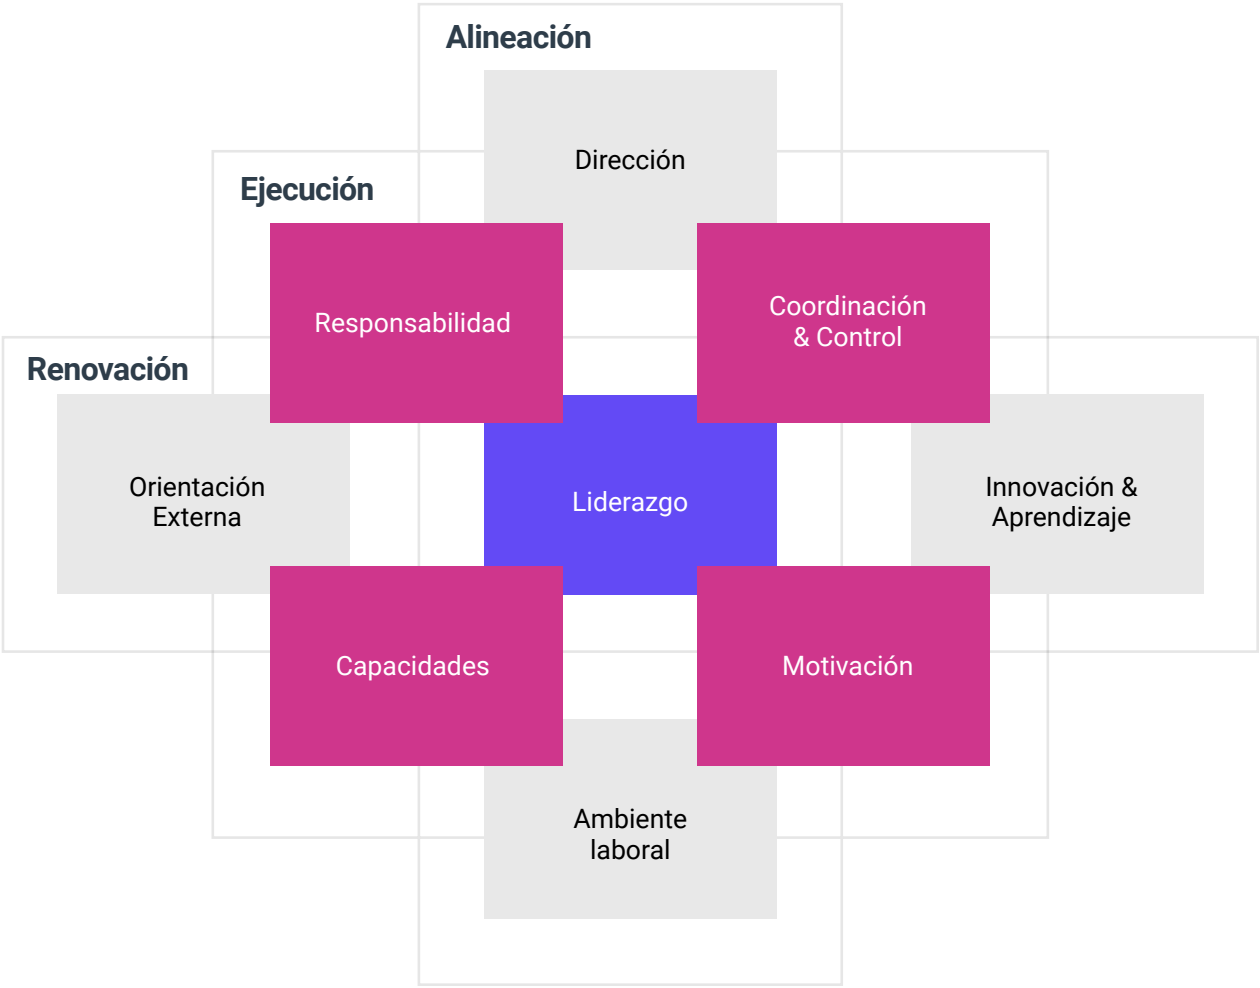 Alineación
Dirección
Ejecución
Responsabilidad
Coordinación
& Control
Renovación
Orientación
Externa
Liderazgo
Innovación &
Aprendizaje
Capacidades
Motivación
Ambiente
laboral